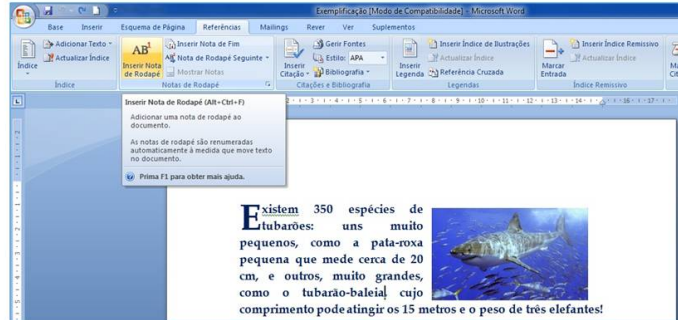 Exemplificação [Modo de Compatibilidade] - Microsoft Word
Base Inserir Esquema de Página Referências Mailings Rever Ver Suplementos
Índice
Adicionar Texto
Actualizar Índice
Índice
AB¹
Inserir Nota de Rodapé
Inserir Nota de Fim
Nota de Rodapé Seguinte
Mostrar Notas
Notas de Rodapé
Inserir Citação
Gerir Fontes
Estilo: APA
Bibliografia
Citações e Bibliografia
Inserir Legenda
Inserir Índice de Ilustrações
Actualizar Índice
Referência Cruzada
Legendas
Marcar Entrada
Inserir Índice Remissivo
Actualizar Índice
Índice Remissivo
Inserir Nota de Rodapé (Alt+Ctrl+F)
Adicionar uma nota de rodapé ao
documento.
As notas de rodapé são renumeradas
automaticamente à medida que move texto
no documento.
Prima F1 para obter mais ajuda.
Existem 350 espécies de
tubarões: uns muito
pequenos, como a pata-roxa
pequena que mede cerca de 20
cm, e outros, muito grandes,
como o tubarão-baleia, cujo
comprimento pode atingir os 15 metros e o peso de três elefantes!